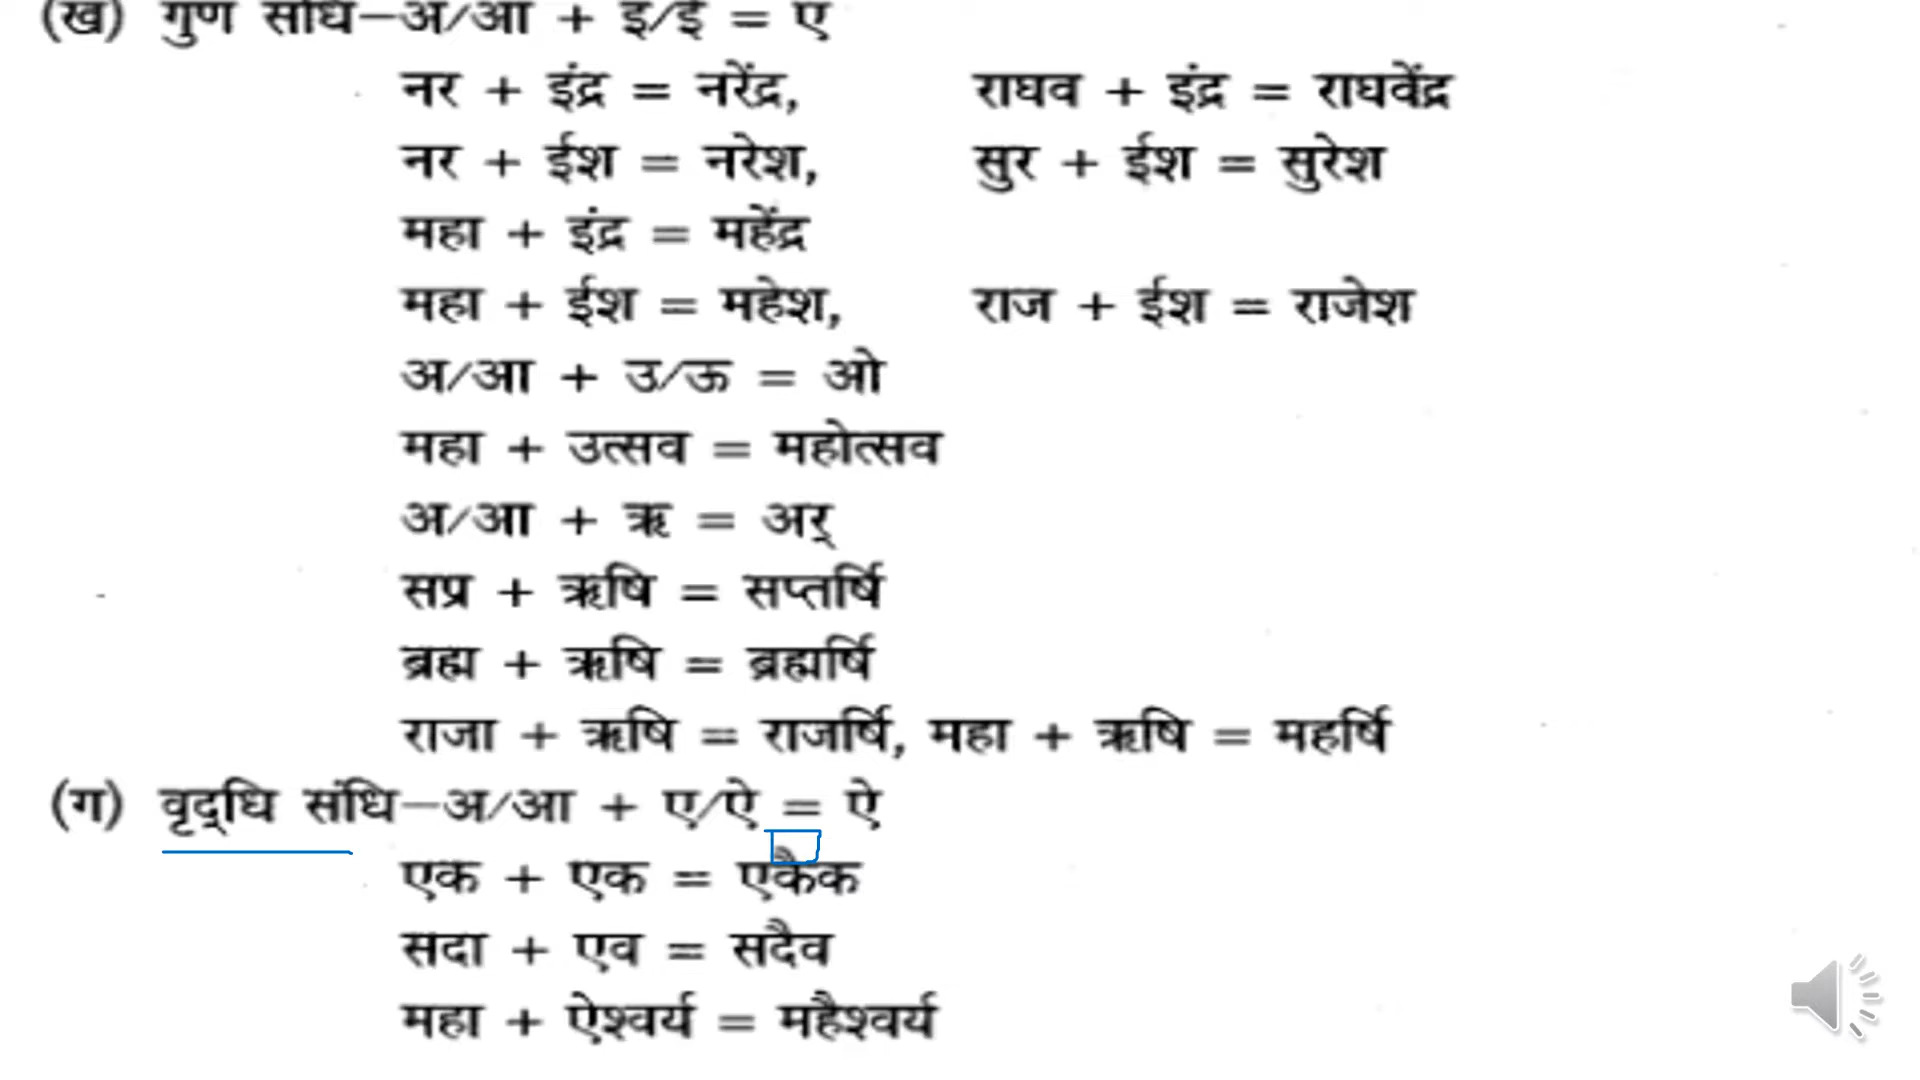 (ख) गुण संधि–अ/आ + इ/ई = ए
नर + इंद्र = नरेंद्र, राघव + इंद्र = राघवेंद्र
नर + ईश = नरेश, सुर + ईश = सुरेश
महा + इंद्र = महेंद्र
महा + ईश = महेश, राज + ईश = राजेश
अ/आ + उ/ऊ = ओ
महा + उत्सव = महोत्सव
अ/आ + ऋ = अर्
सप्र + ऋषि = सप्तर्षि
ब्रह्म + ऋषि = ब्रह्मर्षि
राजा + ऋषि = राजर्षि, महा + ऋषि = महर्षि
(ग) वृद्‌धि संधि–अ/आ + ए/ऐ = ऐ
एक + एक = एकैक
सदा + एव = सदैव
महा + ऐश्वर्य = महैश्वर्य